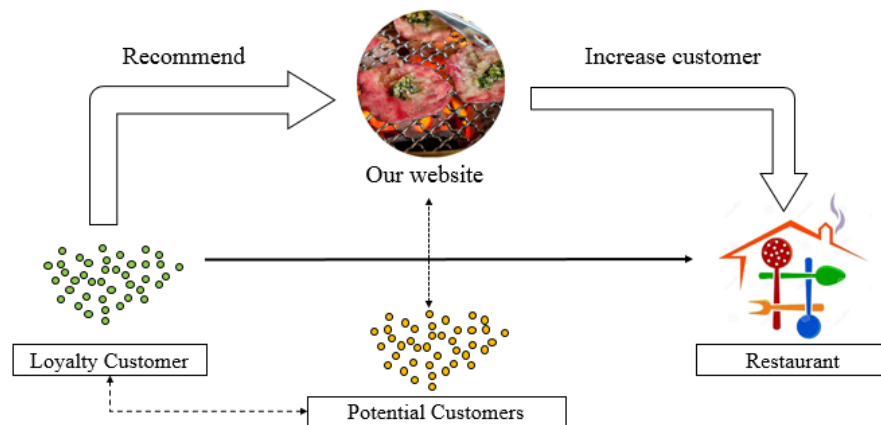 Recommend
Increase customer
Our website
Loyalty Customer
Restaurant
Potential Customers